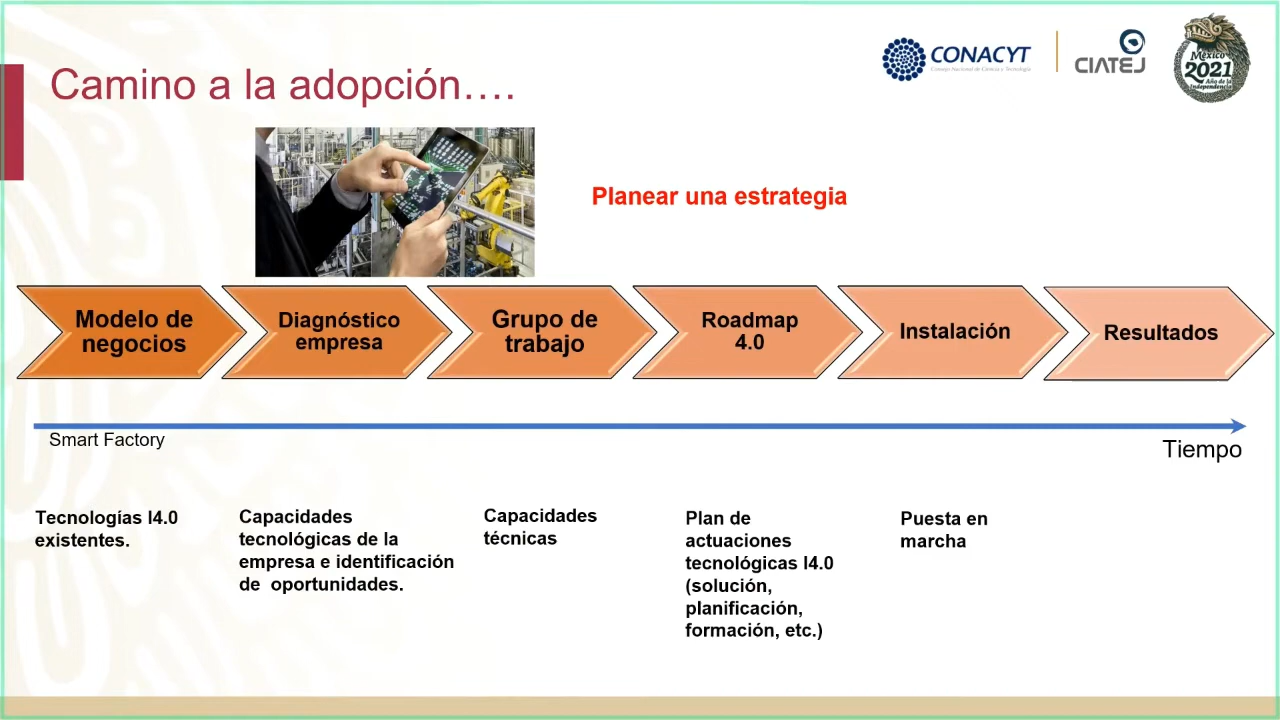 Camino a la adopción….
CONACYT
Consejo Nacional de Ciencia y Tecnología
CIATEJ
México
2021
Año de la
Independencia
Planear una estrategia
Modelo de
negocios
Diagnóstico
empresa
Grupo de
trabajo
Roadmap
4.0
Instalación
Resultados
Smart Factory
Tiempo
Tecnologías I4.0
existentes.
Capacidades
tecnológicas de la
empresa e identificación
de oportunidades.
Capacidades
técnicas
Plan de
actuaciones
tecnológicas I4.0
(solución,
planificación,
formación, etc.)
Puesta en
marcha